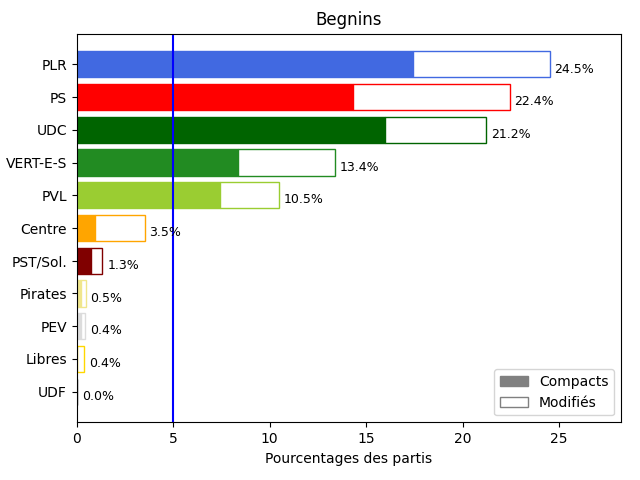 Begnins
PLR 24.5%
PS 22.4%
UDC 21.2%
VERT-E-S 13.4%
PVL 10.5%
Centre 3.5%
PST/Sol. 1.3%
Pirates 0.5%
PEV 0.4%
Libres 0.4%
UDF 0.0%
Compacts
Modifiés
0 5 10 15 20 25
Pourcentages des partis